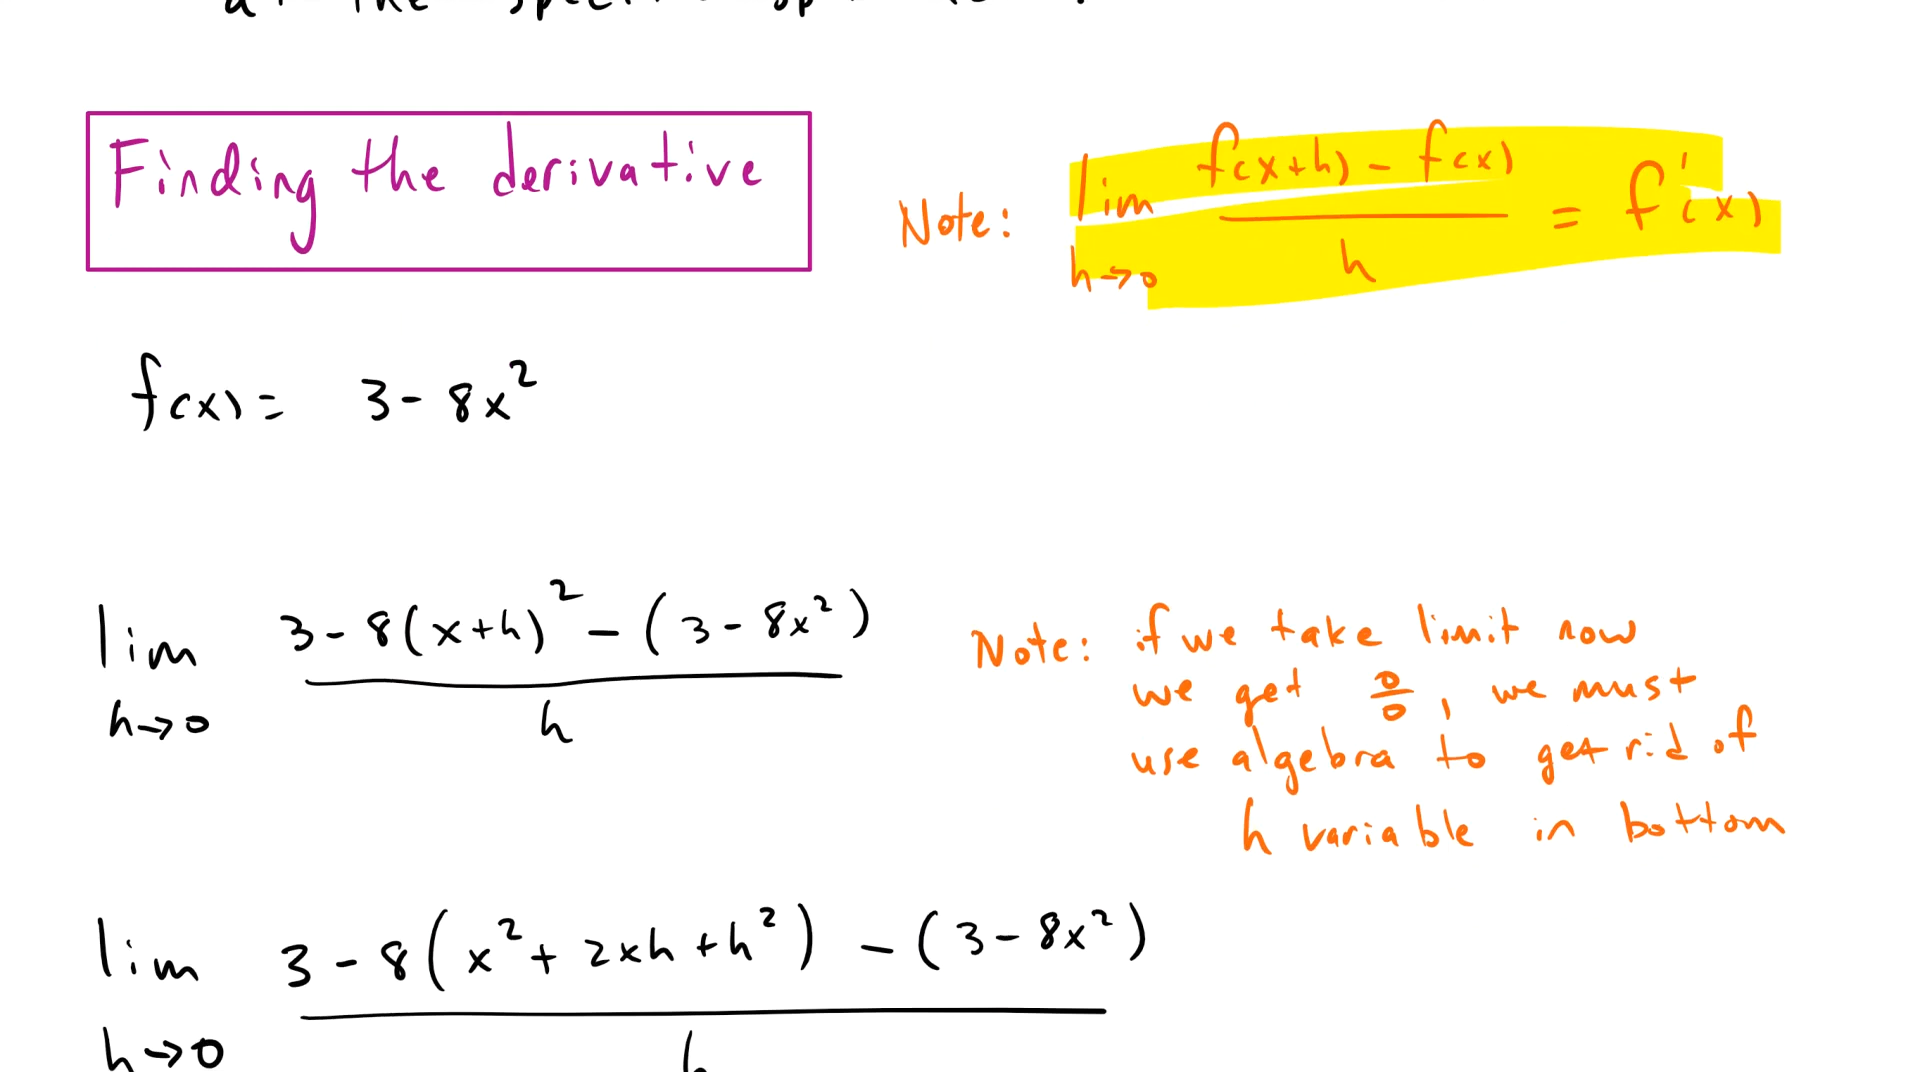 the
Finding the derivative
Note: lim h→0 f(x+h) - f(x) / h = f'(x)
f(x) = 3 - 8x²
lim h→0 3 - 8(x+h)² - (3 - 8x²) / h
Note: if we take limit now
we get 0/0, we must
use algebra to get rid of
h variable in bottom
lim h→0 3 - 8(x² + 2xh + h²) - (3 - 8x²) / h